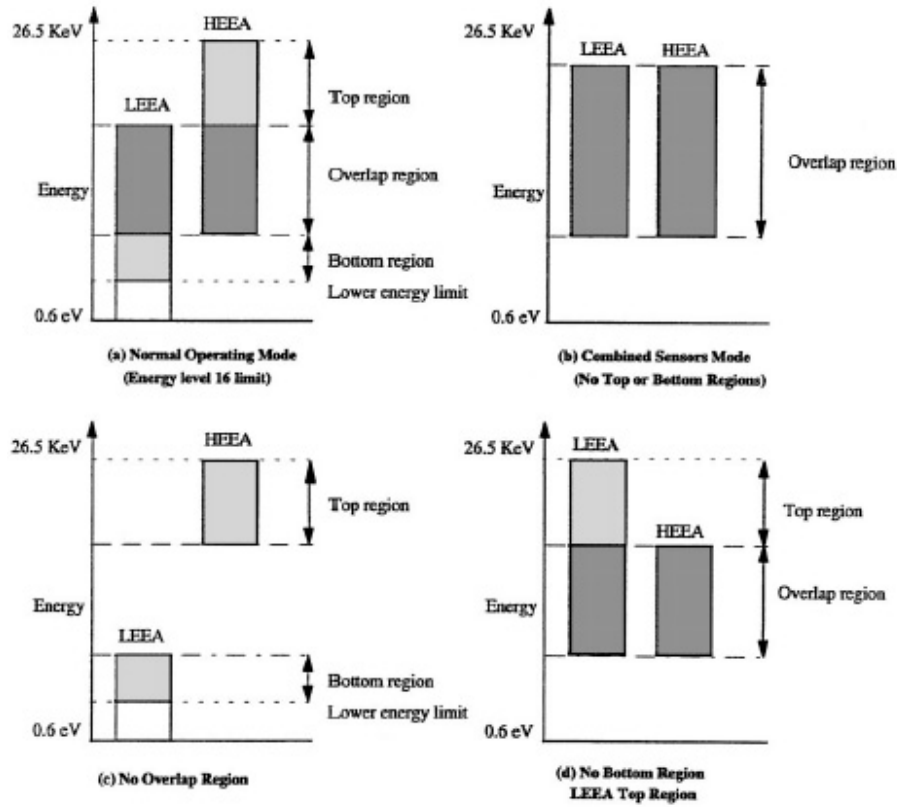 26.5 KeV
HEEA
LEEA
Top region
Energy
Overlap region
Bottom region
Lower energy limit
0.6 eV
(a) Normal Operating Mode
(Energy level 16 limit)
26.5 KeV
LEEA
HEEA
Overlap region
Energy
0.6 eV
(b) Combined Sensors Mode
(No Top or Bottom Regions)
26.5 KeV
HEEA
Top region
Energy
LEEA
Bottom region
Lower energy limit
0.6 eV
(c) No Overlap Region
26.5 KeV
LEEA
Top region
HEEA
Overlap region
Energy
0.6 eV
(d) No Bottom Region
LEEA Top Region